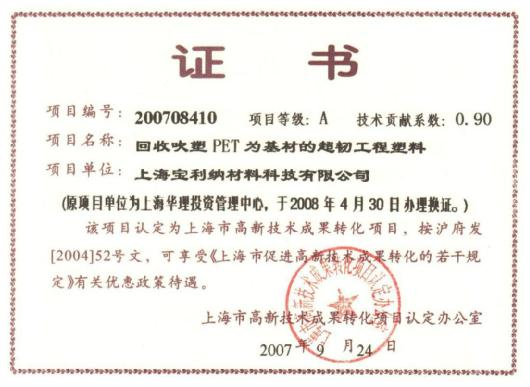 证书
项目编号：200708410 项目等级：A 技术贡献系数：0.90
项目名称：回收吹塑PET为基材的超韧工程塑料
项目单位：上海宝利纳材料科技有限公司
(原项目单位为上海华理投资管理中心，于2008年4月30日办理换证。)
该项目认定为上海市高新技术成果转化项目，按沪府发
[2004]52号文，可享受《上海市促进高新技术成果转化的若干规
定》有关优惠政策待遇。
上海市高新技术成果转化项目认定办公室
2007年9月24日